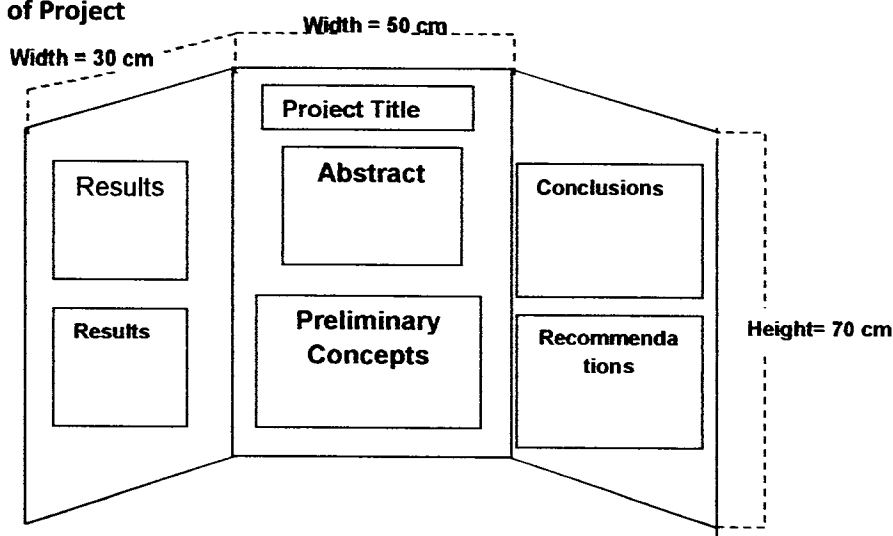 of Project
Width = 50 cm
Width = 30 cm
Project Title
Results
Abstract
Conclusions
Results
Preliminary
Concepts
Recommenda
tions
Height= 70 cm